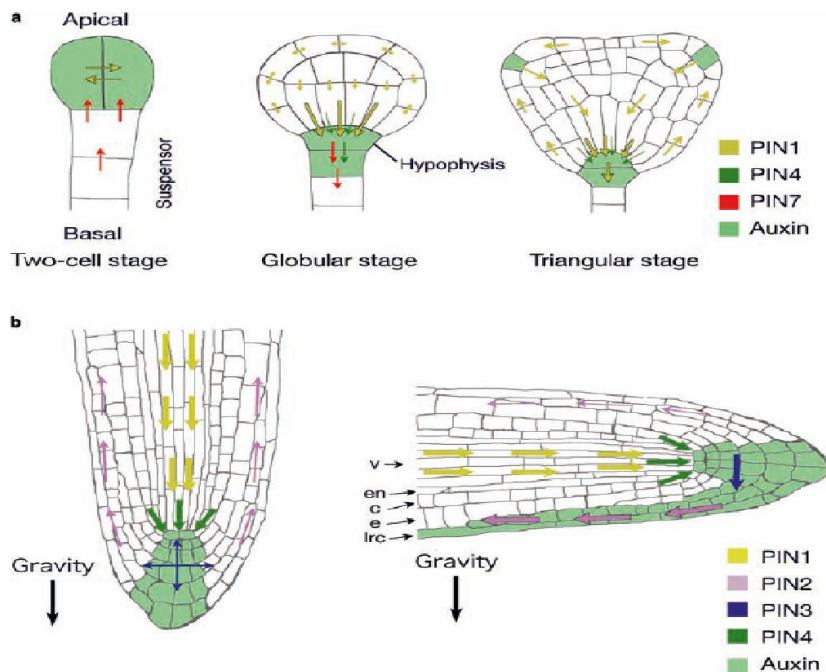 a
Apical
Suspensor
Basal
Two-cell stage
Hypophysis
Globular stage
Triangular stage
PIN1
PIN4
PIN7
Auxin
b
Gravity
v
en
c
e
lrc
Gravity
PIN1
PIN2
PIN3
PIN4
Auxin